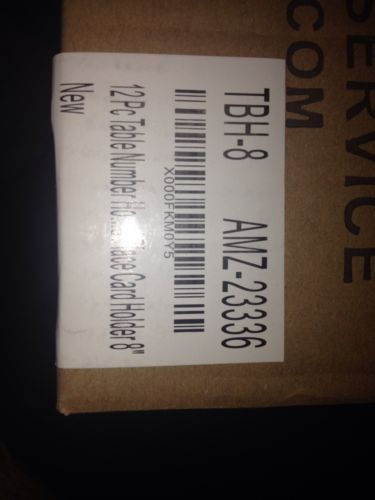 SERVICE
COM
TBH-8 AMZ-23336
X000FKM0Y5
12Pc Table Number Card Holder 8"
New